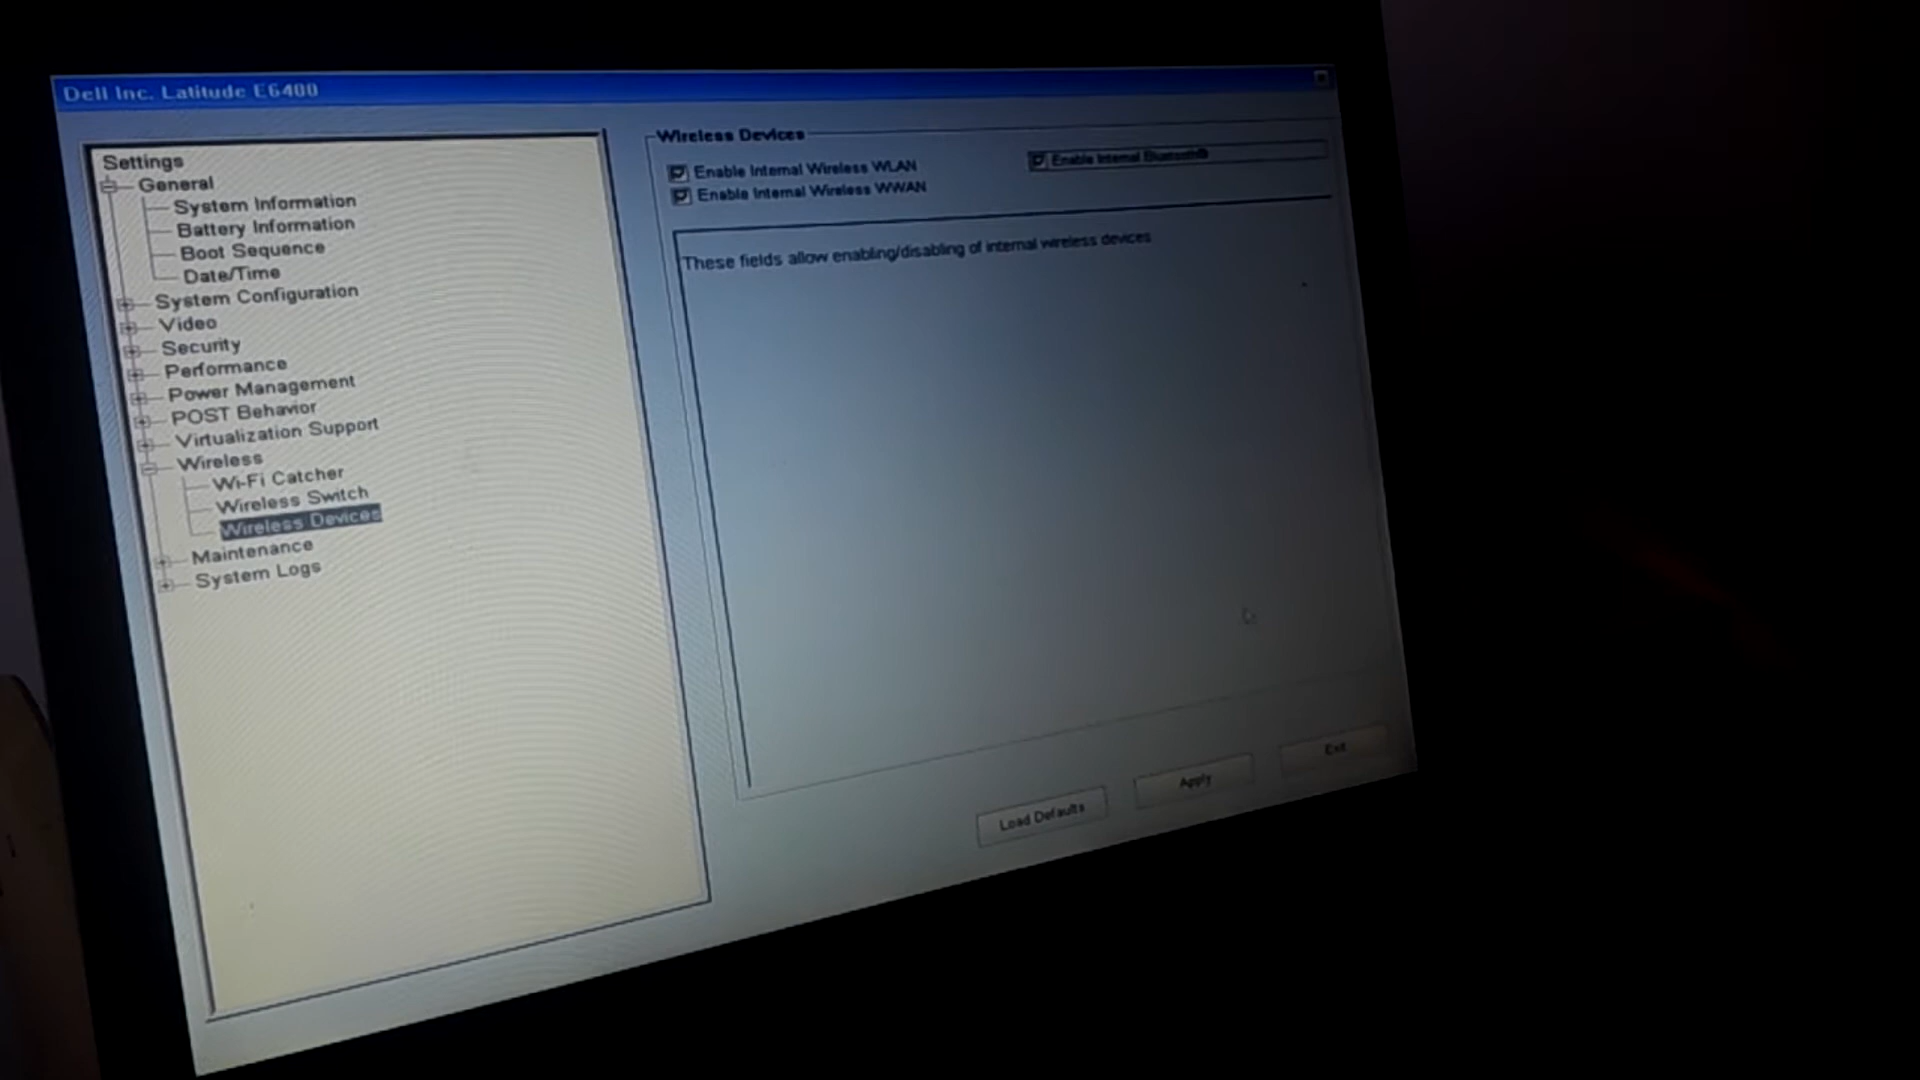 Dell Inc. Latitude E6400
Settings
General
System Information
Battery Information
Boot Sequence
Date/Time
System Configuration
Video
Security
Performance
Power Management
POST Behavior
Virtualization Support
Wireless
Wi-Fi Catcher
Wireless Switch
Wireless Devices
Maintenance
System Logs
Wireless Devices
Enable Internal Wireless WLAN
Enable Internal Bluetooth®
Enable Internal Wireless WWAN
These fields allow enabling/disabling of internal wireless devices
Load Defaults
Apply
Exit